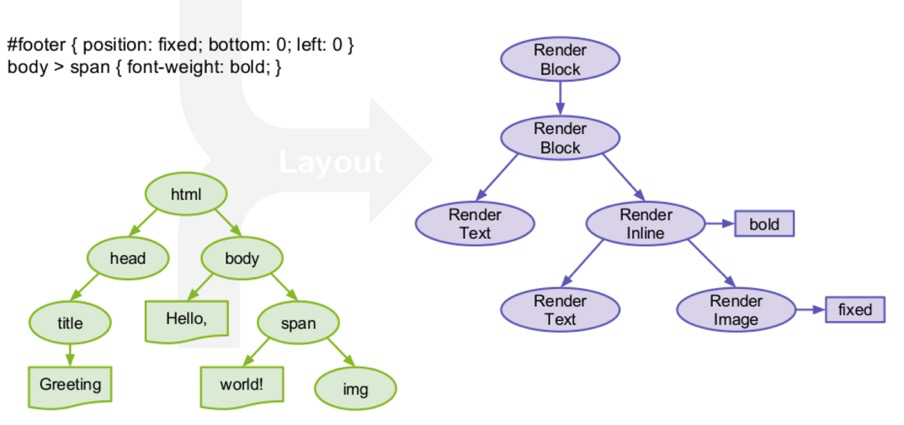 #footer { position: fixed; bottom: 0; left: 0 }
body > span { font-weight: bold; }
Layout
html
head
body
title
Hello,
span
Greeting
world!
img
Render
Block
Render
Block
Render
Text
Render
Inline
bold
Render
Text
Render
Image
fixed